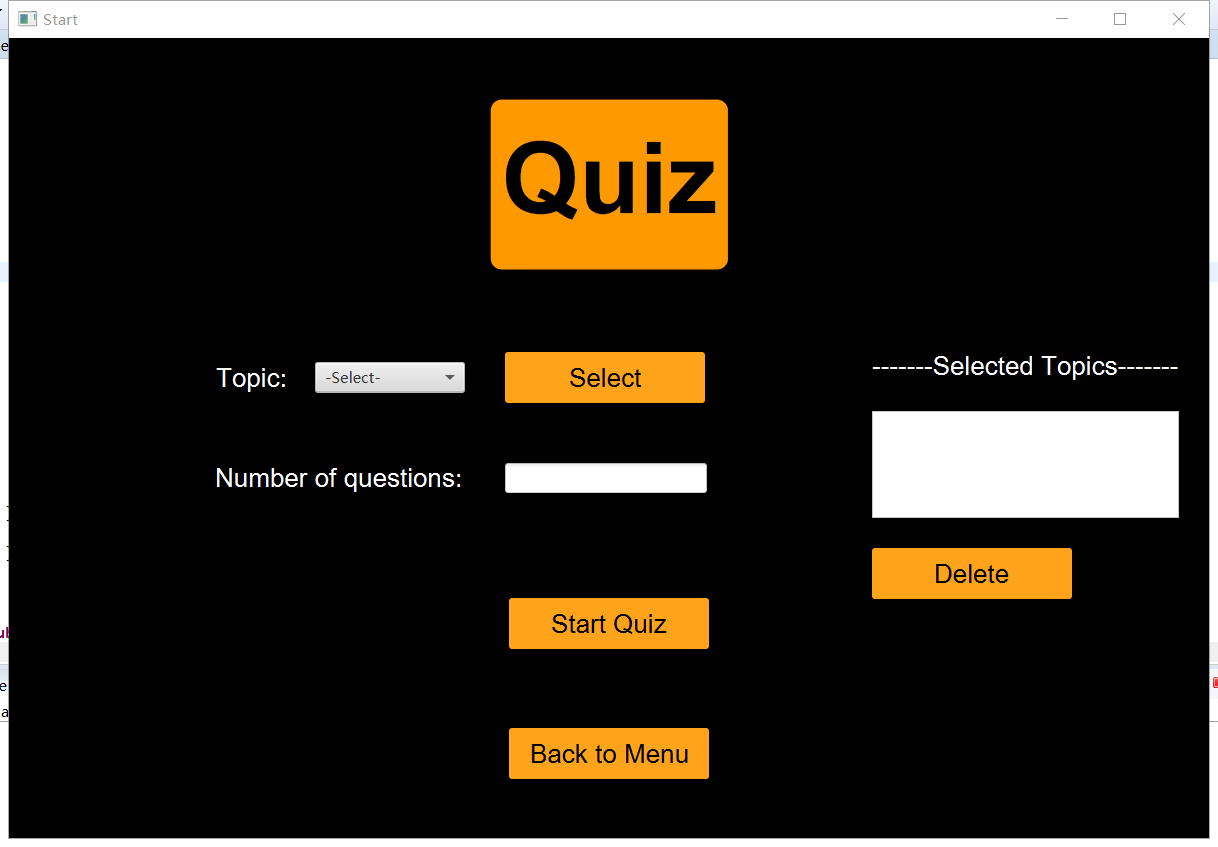 Start
Quiz
Topic:
-Select-
Select
-------Selected Topics-------
Number of questions:
Delete
Start Quiz
Back to Menu